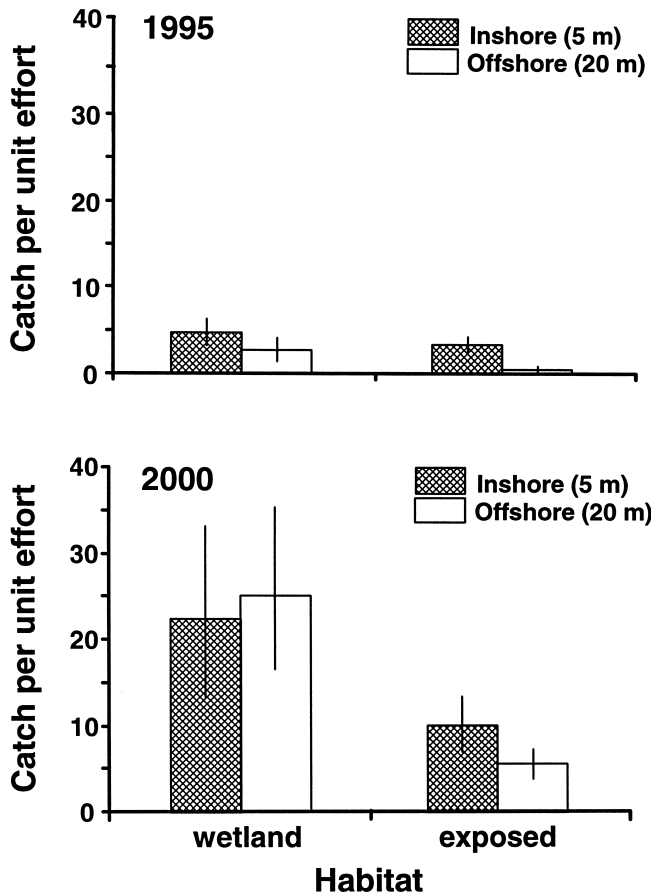 1995
Inshore (5 m)
Offshore (20 m)
Catch per unit effort
40
30
20
10
0
2000
Inshore (5 m)
Offshore (20 m)
Catch per unit effort
40
30
20
10
0
wetland exposed
Habitat